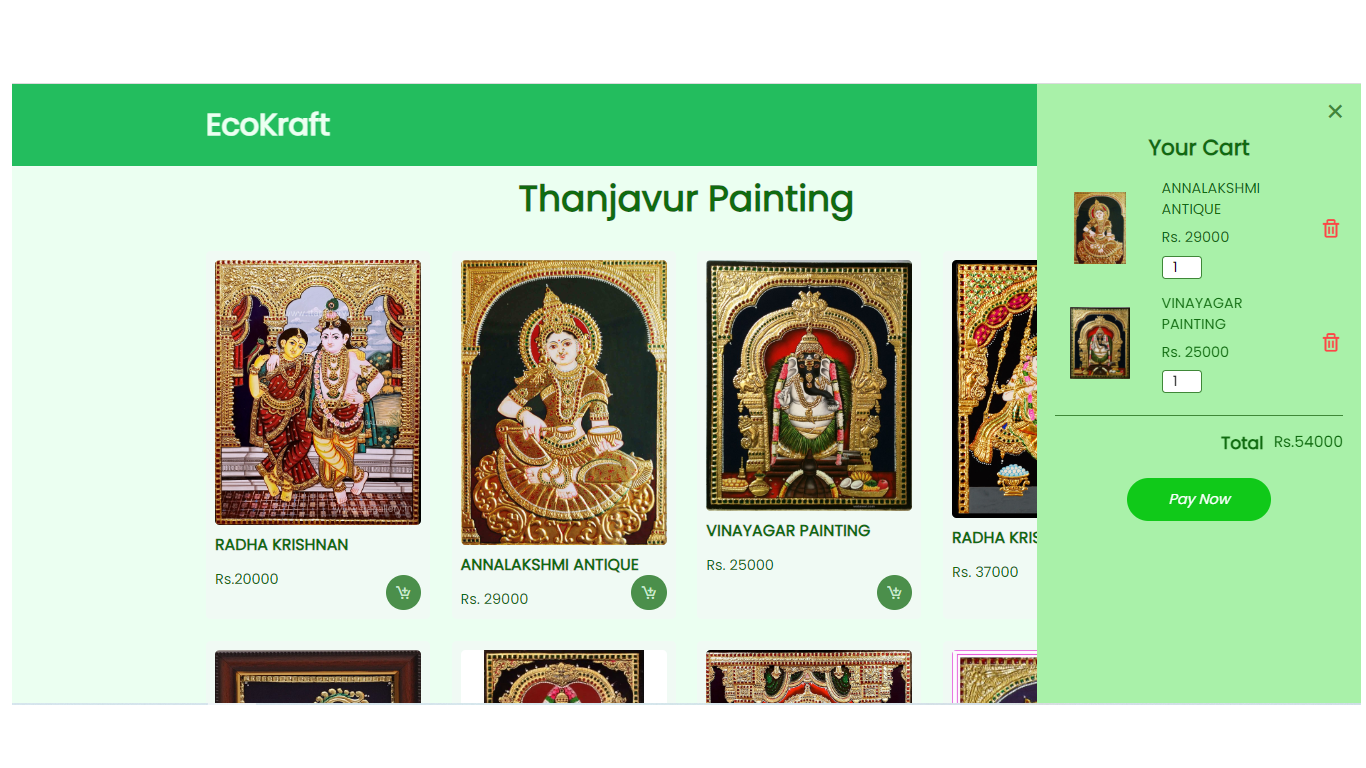 EcoKraft
Thanjavur Painting
RADHA KRISHNAN
Rs.20000
ANNALAKSHMI ANTIQUE
Rs. 29000
VINAYAGAR PAINTING
Rs. 25000
RADHA KRIS
Rs. 37000
Your Cart
ANNALAKSHMI
ANTIQUE
Rs. 29000
1
VINAYAGAR
PAINTING
Rs. 25000
1
Total Rs.54000
Pay Now